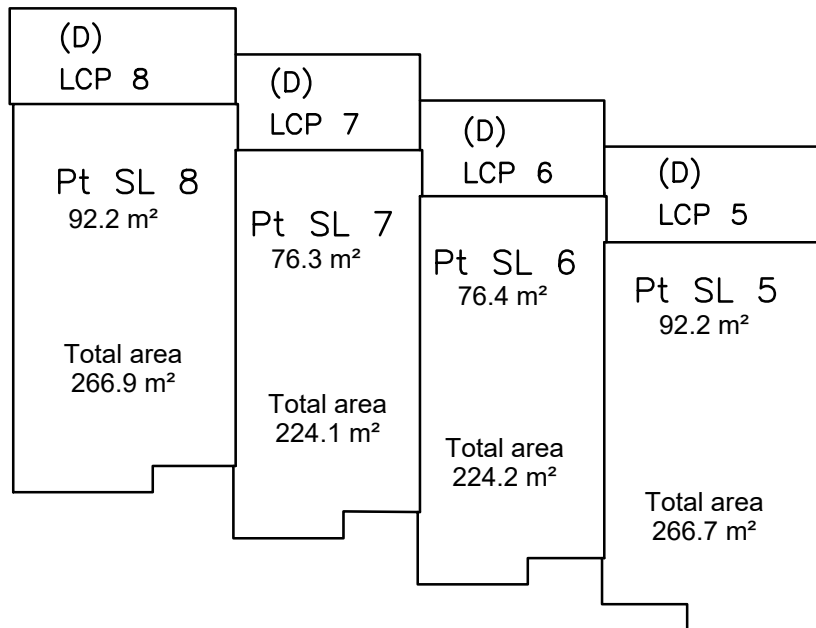 (D)
LCP 8
Pt SL 8
92.2 m²
Total area
266.9 m²
(D)
LCP 7
Pt SL 7
76.3 m²
Total area
224.1 m²
(D)
LCP 6
Pt SL 6
76.4 m²
Total area
224.2 m²
(D)
LCP 5
Pt SL 5
92.2 m²
Total area
266.7 m²